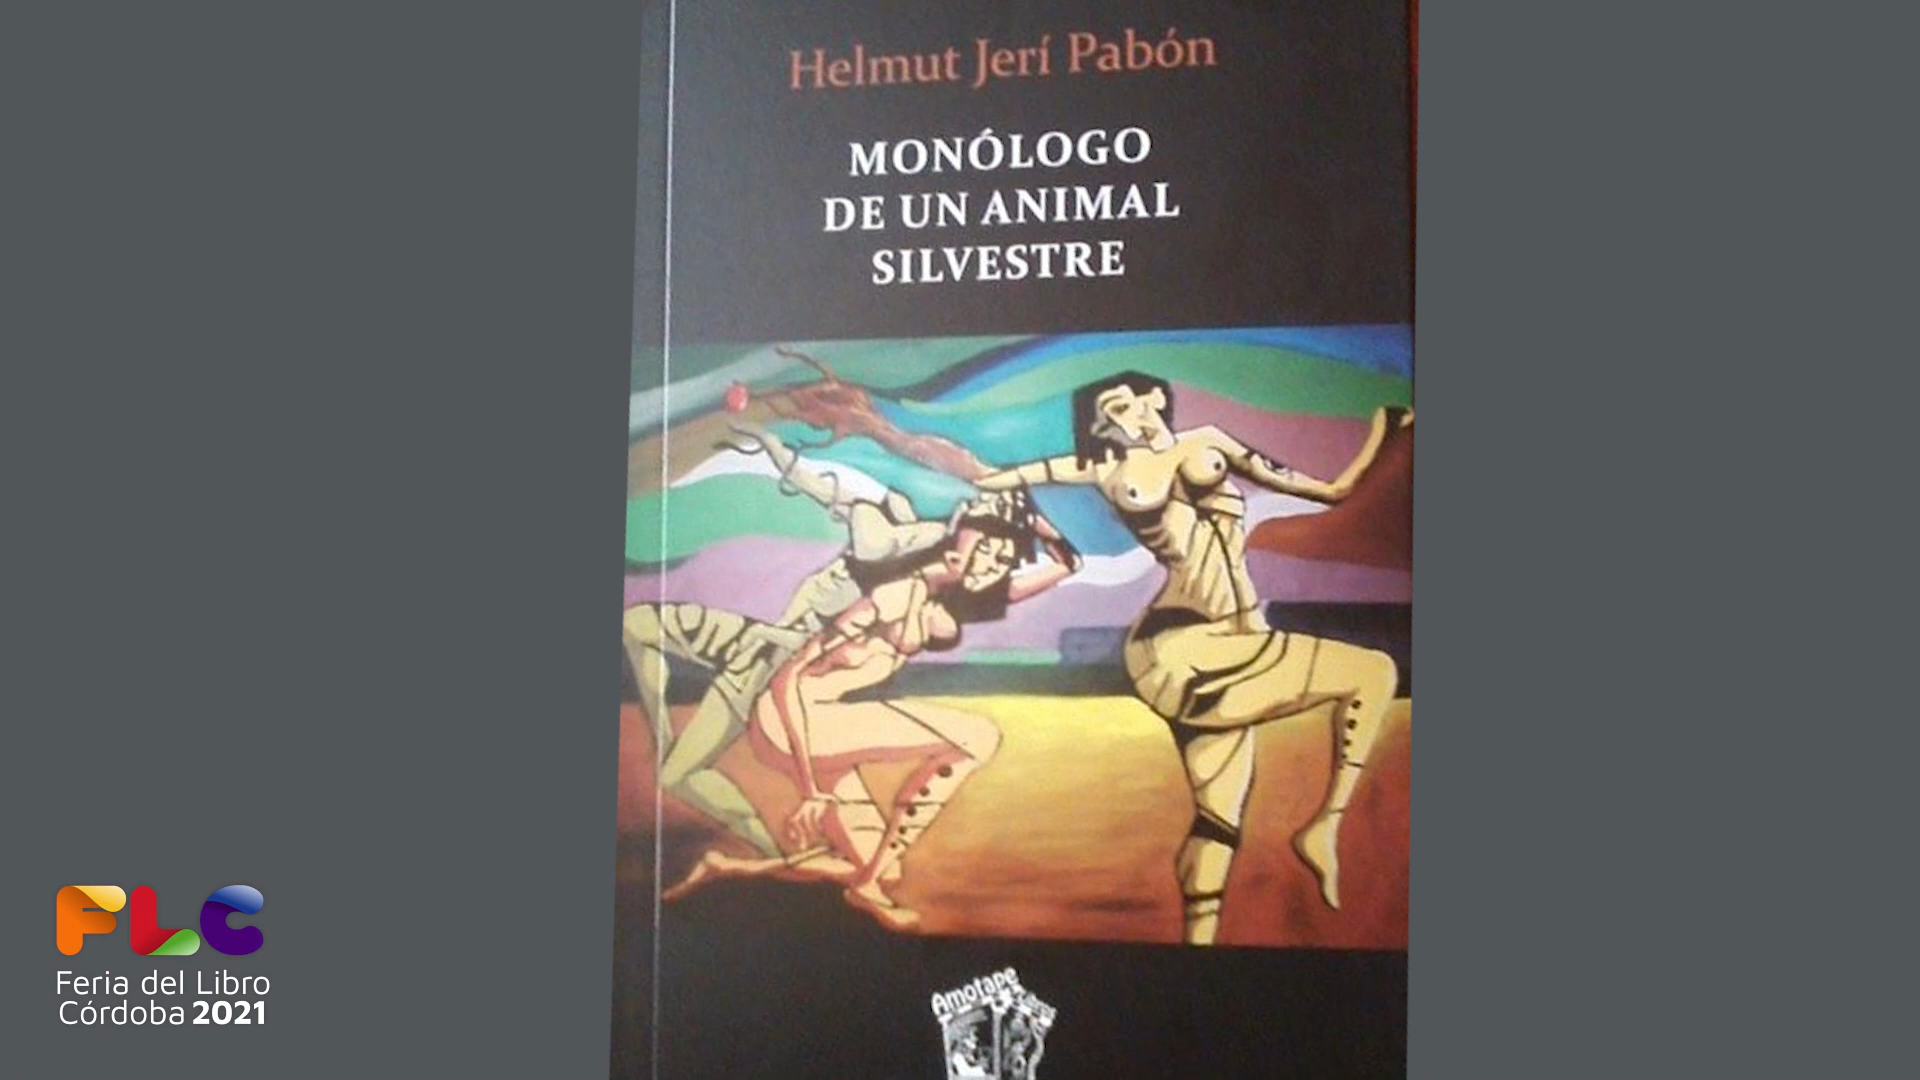 Helmut Jerí Pabón
MONÓLOGO
DE UN ANIMAL
SILVESTRE
Amotape
FLC
Feria del Libro
Córdoba 2021